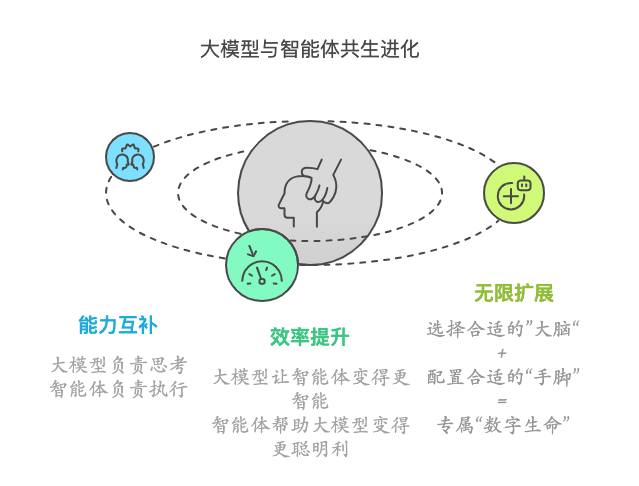 大模型与智能体共生进化
能力互补
大模型负责思考
智能体负责执行
效率提升
大模型让智能体变得更
智能
智能体帮助大模型变得
更聪明利
无限扩展
选择合适的”大脑“
+
配置合适的“手脚”
=
专属“数字生命”